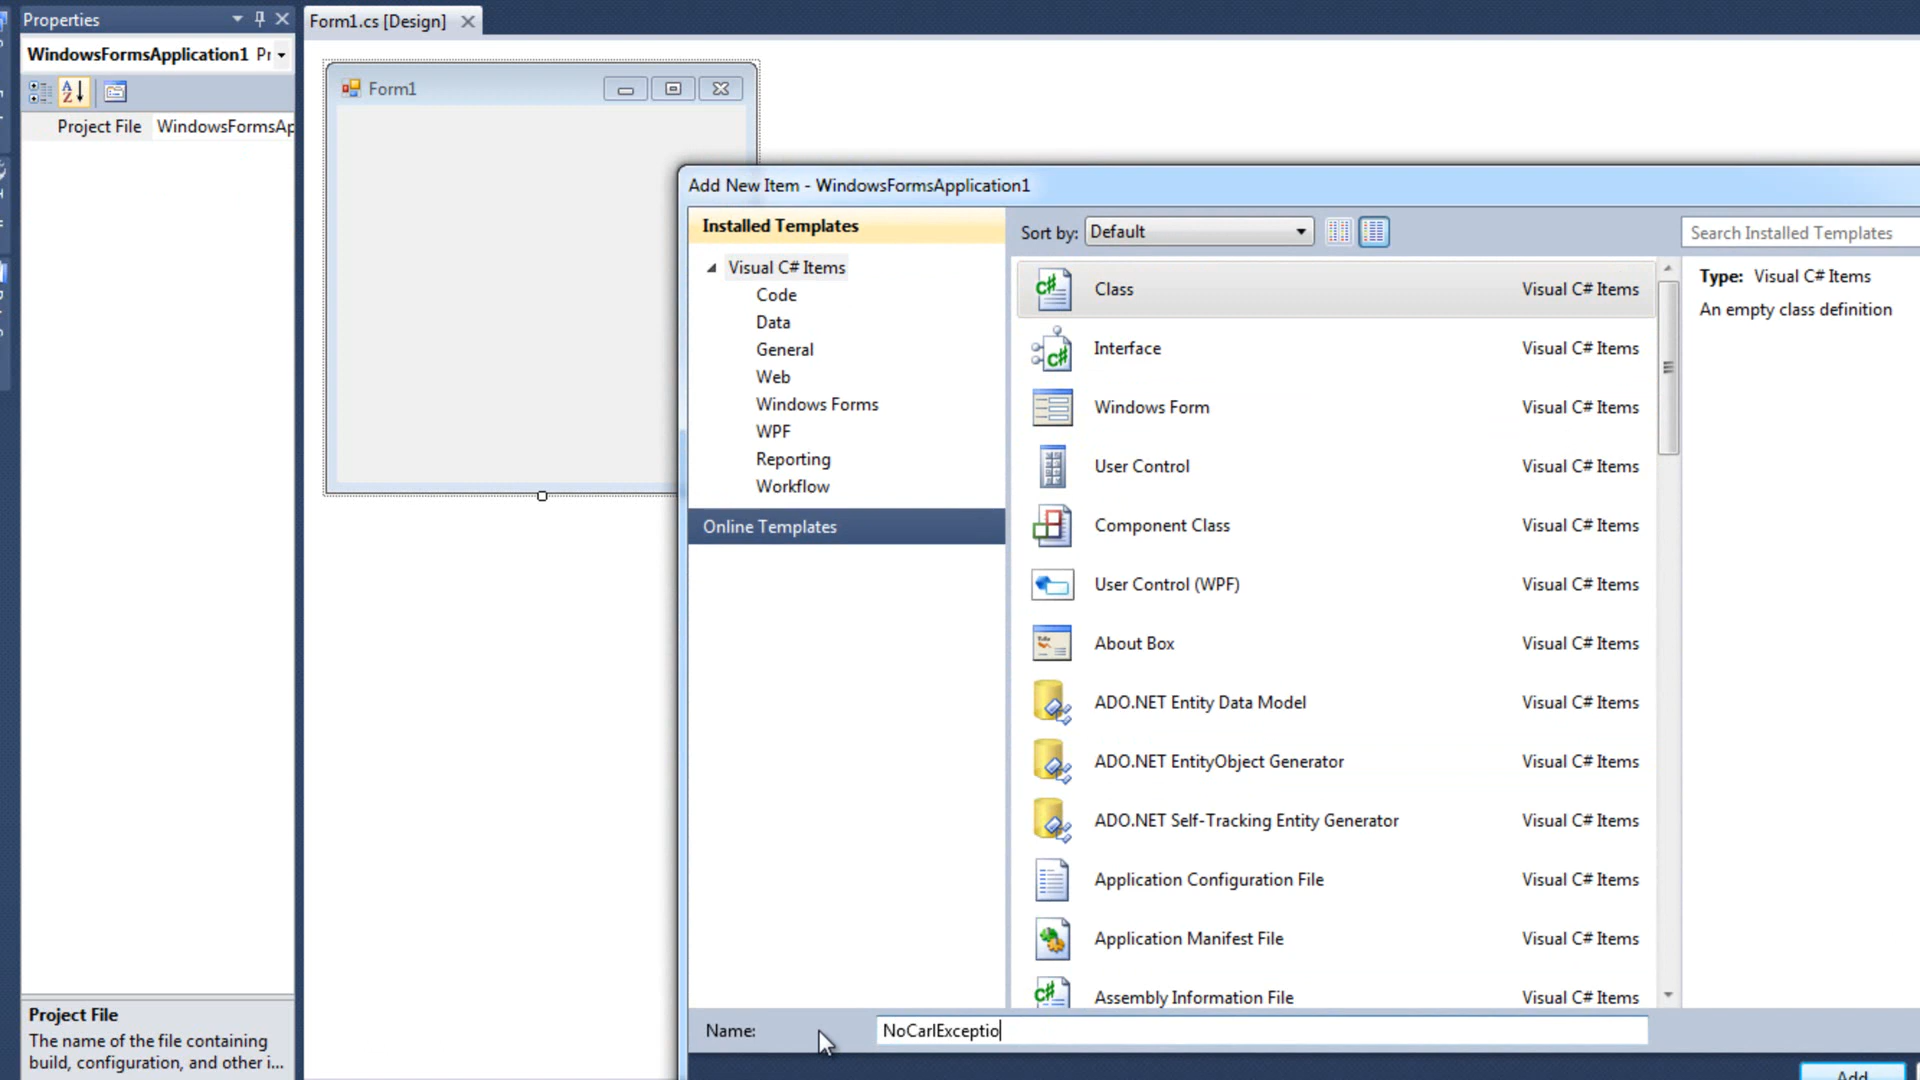 Properties
Form1.cs [Design]
WindowsFormsApplication1 Pr
Project File WindowsFormsAp
Form1
Add New Item - WindowsFormsApplication1
Installed Templates
Sort by: Default
Search Installed Templates
Visual C# Items
Code
Data
General
Web
Windows Forms
WPF
Reporting
Workflow
Online Templates
Class Visual C# Items
Interface Visual C# Items
Windows Form Visual C# Items
User Control Visual C# Items
Component Class Visual C# Items
User Control (WPF) Visual C# Items
About Box Visual C# Items
ADO.NET Entity Data Model Visual C# Items
ADO.NET EntityObject Generator Visual C# Items
ADO.NET Self-Tracking Entity Generator Visual C# Items
Application Configuration File Visual C# Items
Application Manifest File Visual C# Items
Assembly Information File Visual C# Items
Type: Visual C# Items
An empty class definition
Name: NoCarlExceptio
Add
Project File
The name of the file containing
build, configuration, and other i...